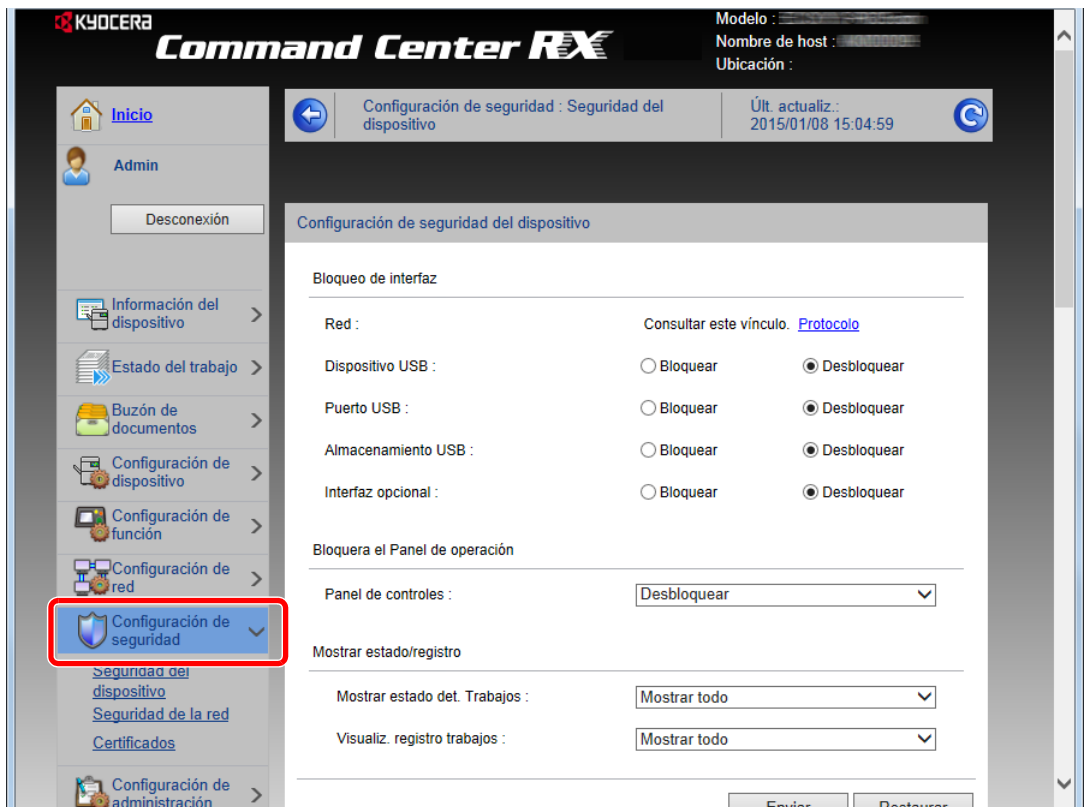 KYOCERA
Command Center RX
Modelo :
Nombre de host :
Ubicación :
Inicio
Admin
Desconexión
Configuración de seguridad : Seguridad del
dispositivo
Últ. actualiz.:
2015/01/08 15:04:59
Información del
dispositivo
Estado del trabajo
Buzón de
documentos
Configuración de
dispositivo
Configuración de
función
Configuración de
red
Configuración de
seguridad
Seguridad del
dispositivo
Seguridad de la red
Certificados
Configuración de
administración
Configuración de seguridad del dispositivo
Bloqueo de interfaz
Red : Consultar este vínculo. Protocolo
Dispositivo USB : Bloquear Desbloquear
Puerto USB : Bloquear Desbloquear
Almacenamiento USB : Bloquear Desbloquear
Interfaz opcional : Bloquear Desbloquear
Bloquera el Panel de operación
Panel de controles : Desbloquear
Mostrar estado/registro
Mostrar estado det. Trabajos : Mostrar todo
Visualiz. registro trabajos : Mostrar todo
Enviar Restaurar